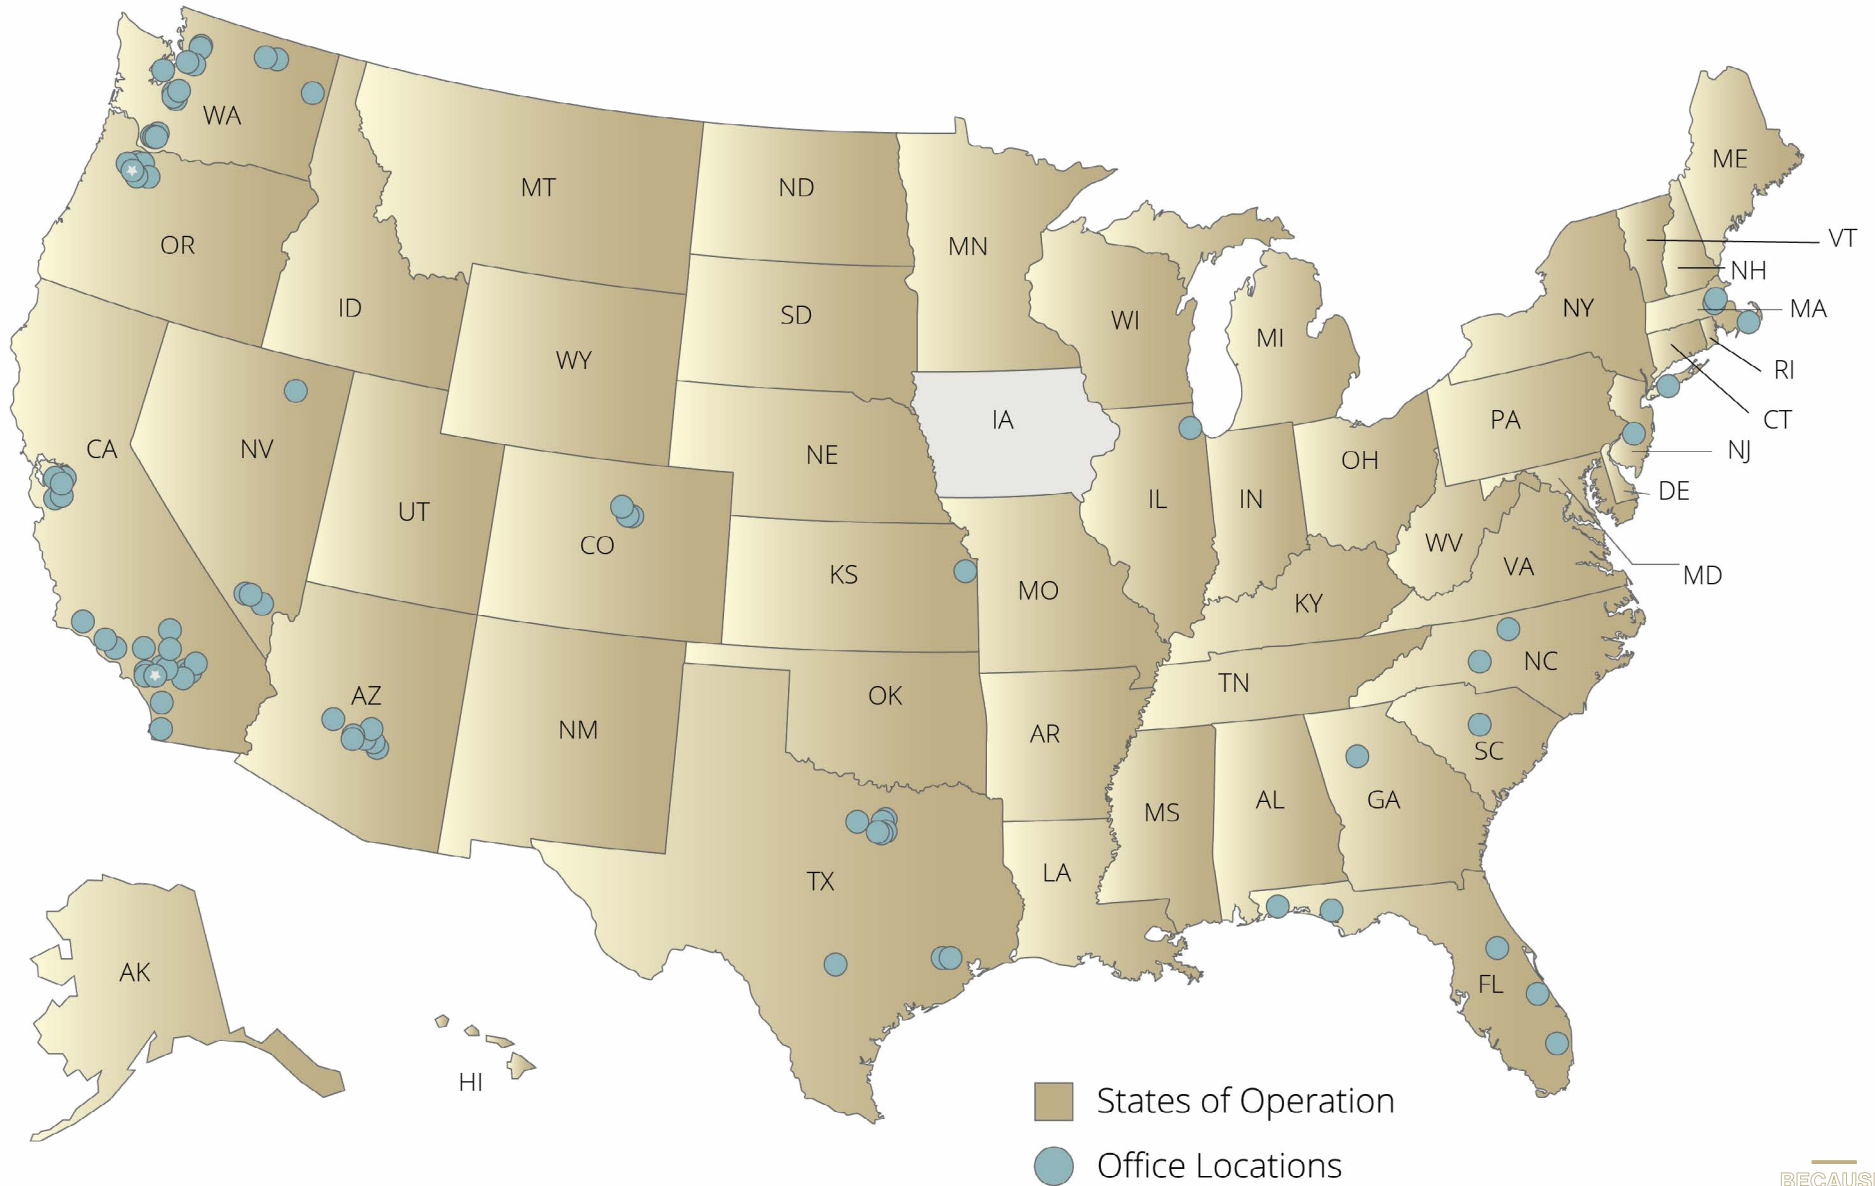 WA
MT
ND
MN
ME
VT
NH
MA
RI
CT
NJ
DE
MD
OR
ID
SD
WI
MI
NY
WY
IA
PA
CA
NV
NE
IL
IN
OH
UT
CO
KS
MO
WV
VA
KY
AZ
NM
OK
AR
TN
NC
SC
TX
LA
MS
AL
GA
FL
AK
HI
States of Operation
Office Locations